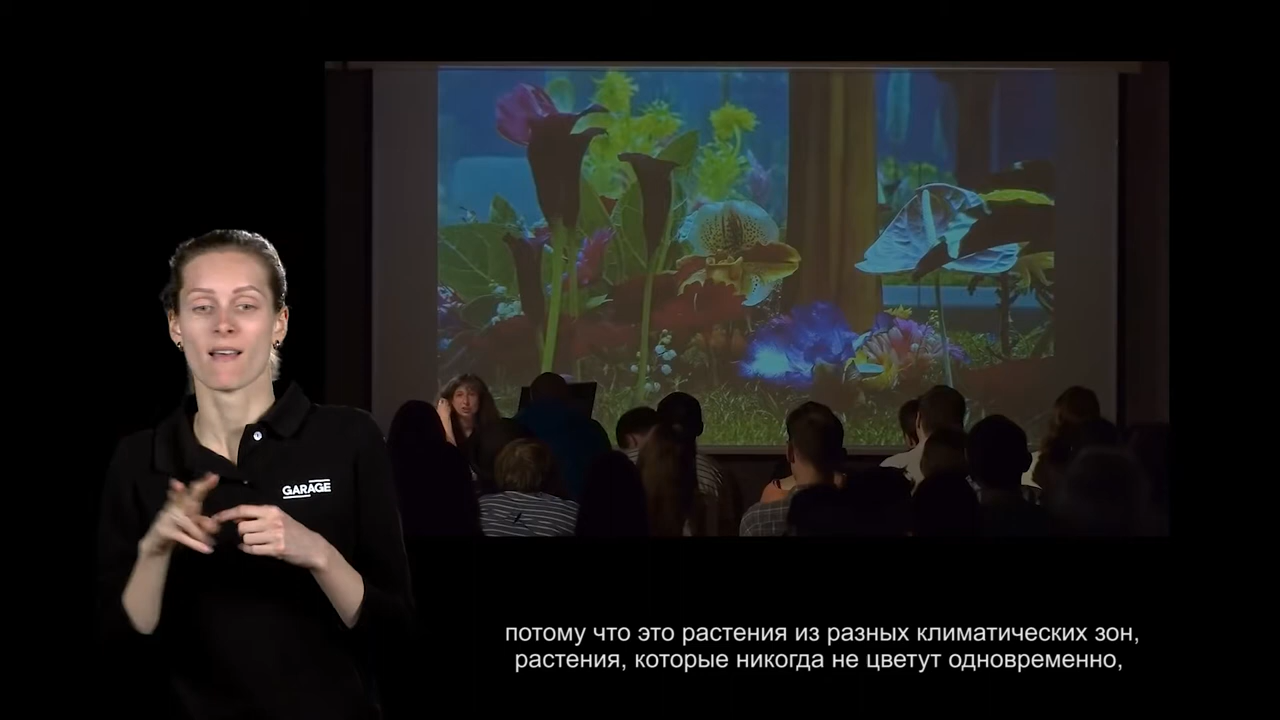 GARAGE
потому что это растения из разных климатических зон,
растения, которые никогда не цветут одновременно,